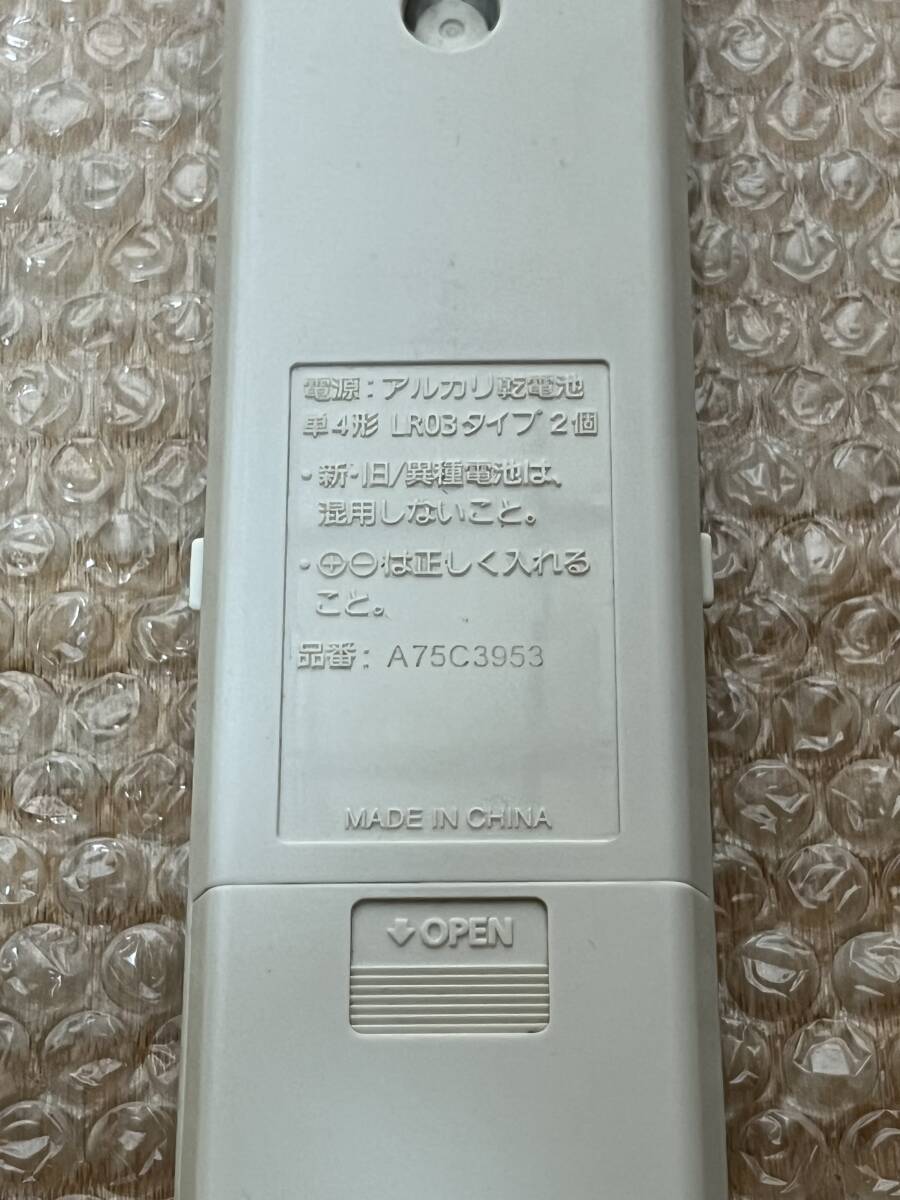 電源：アルカリ乾電池
単4形 LR03タイプ 2個
・新・旧/異種電池は、
混用しないこと。
・⊕⊖は正しく入れる
こと。
品番：A75C3953
MADE IN CHINA
↓OPEN